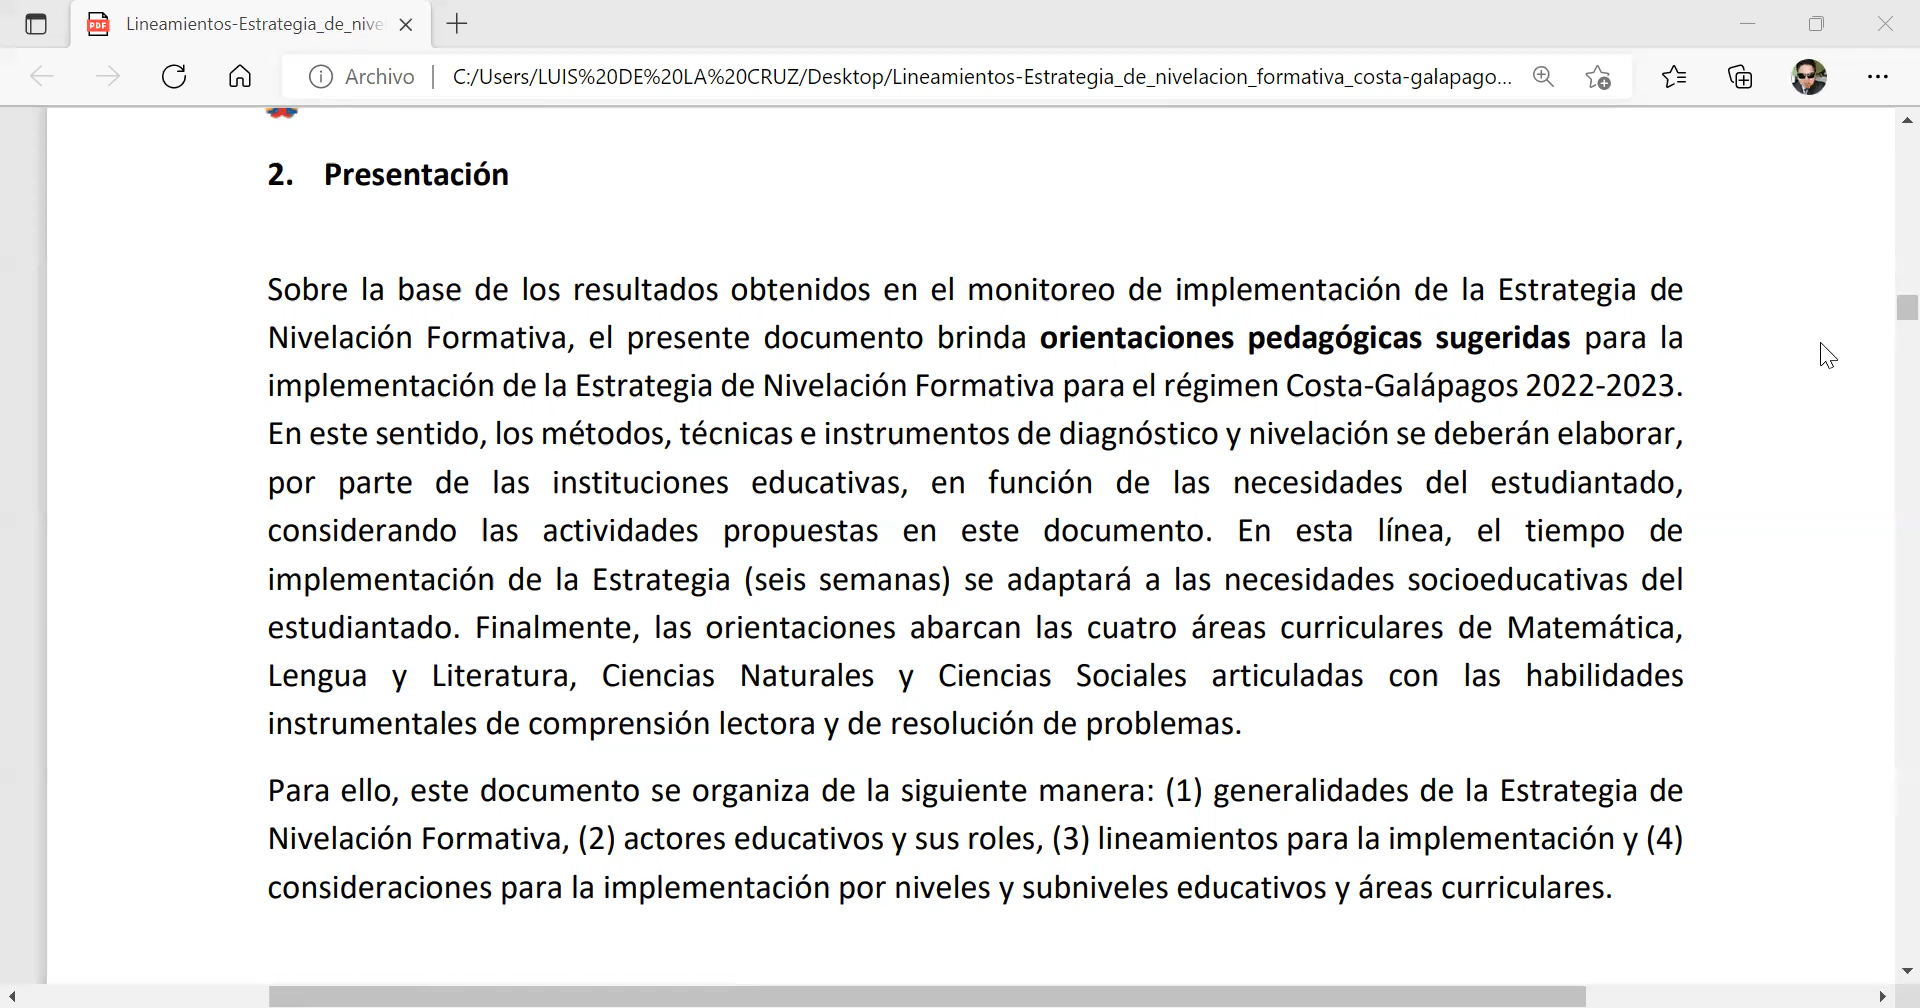 Lineamientos-Estrategia_de_nive
Archivo
C:/Users/LUIS%20DE%20LA%20CRUZ/Desktop/Lineamientos-Estrategia_de_nivelacion_formativa_costa-galapago...
2. Presentación
Sobre la base de los resultados obtenidos en el monitoreo de implementación de la Estrategia de
Nivelación Formativa, el presente documento brinda orientaciones pedagógicas sugeridas para la
implementación de la Estrategia de Nivelación Formativa para el régimen Costa-Galápagos 2022-2023.
En este sentido, los métodos, técnicas e instrumentos de diagnóstico y nivelación se deberán elaborar,
por parte de las instituciones educativas, en función de las necesidades del estudiantado,
considerando las actividades propuestas en este documento. En esta línea, el tiempo de
implementación de la Estrategia (seis semanas) se adaptará a las necesidades socioeducativas del
estudiantado. Finalmente, las orientaciones abarcan las cuatro áreas curriculares de Matemática,
Lengua y Literatura, Ciencias Naturales y Ciencias Sociales articuladas con las habilidades
instrumentales de comprensión lectora y de resolución de problemas.
Para ello, este documento se organiza de la siguiente manera: (1) generalidades de la Estrategia de
Nivelación Formativa, (2) actores educativos y sus roles, (3) lineamientos para la implementación y (4)
consideraciones para la implementación por niveles y subniveles educativos y áreas curriculares.